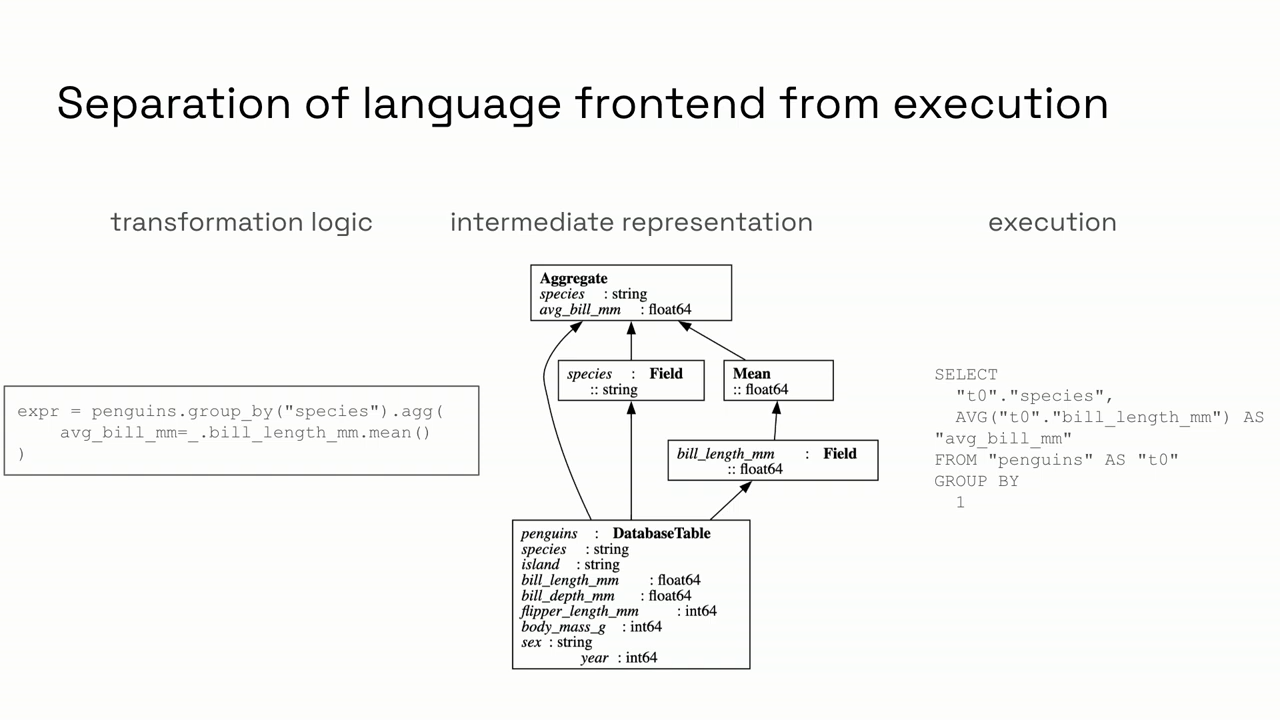 Separation of language frontend from execution
transformation logic
intermediate representation
execution
expr = penguins.group_by("species").agg(
    avg_bill_mm=_.bill_length_mm.mean()
)
Aggregate
species : string
avg_bill_mm : float64
species : Field
:: string
Mean
:: float64
bill_length_mm : Field
:: float64
penguins : DatabaseTable
species : string
island : string
bill_length_mm : float64
bill_depth_mm : float64
flipper_length_mm : int64
body_mass_g : int64
sex : string
year : int64
SELECT
  "t0"."species",
  AVG("t0"."bill_length_mm") AS
"avg_bill_mm"
FROM "penguins" AS "t0"
GROUP BY
  1